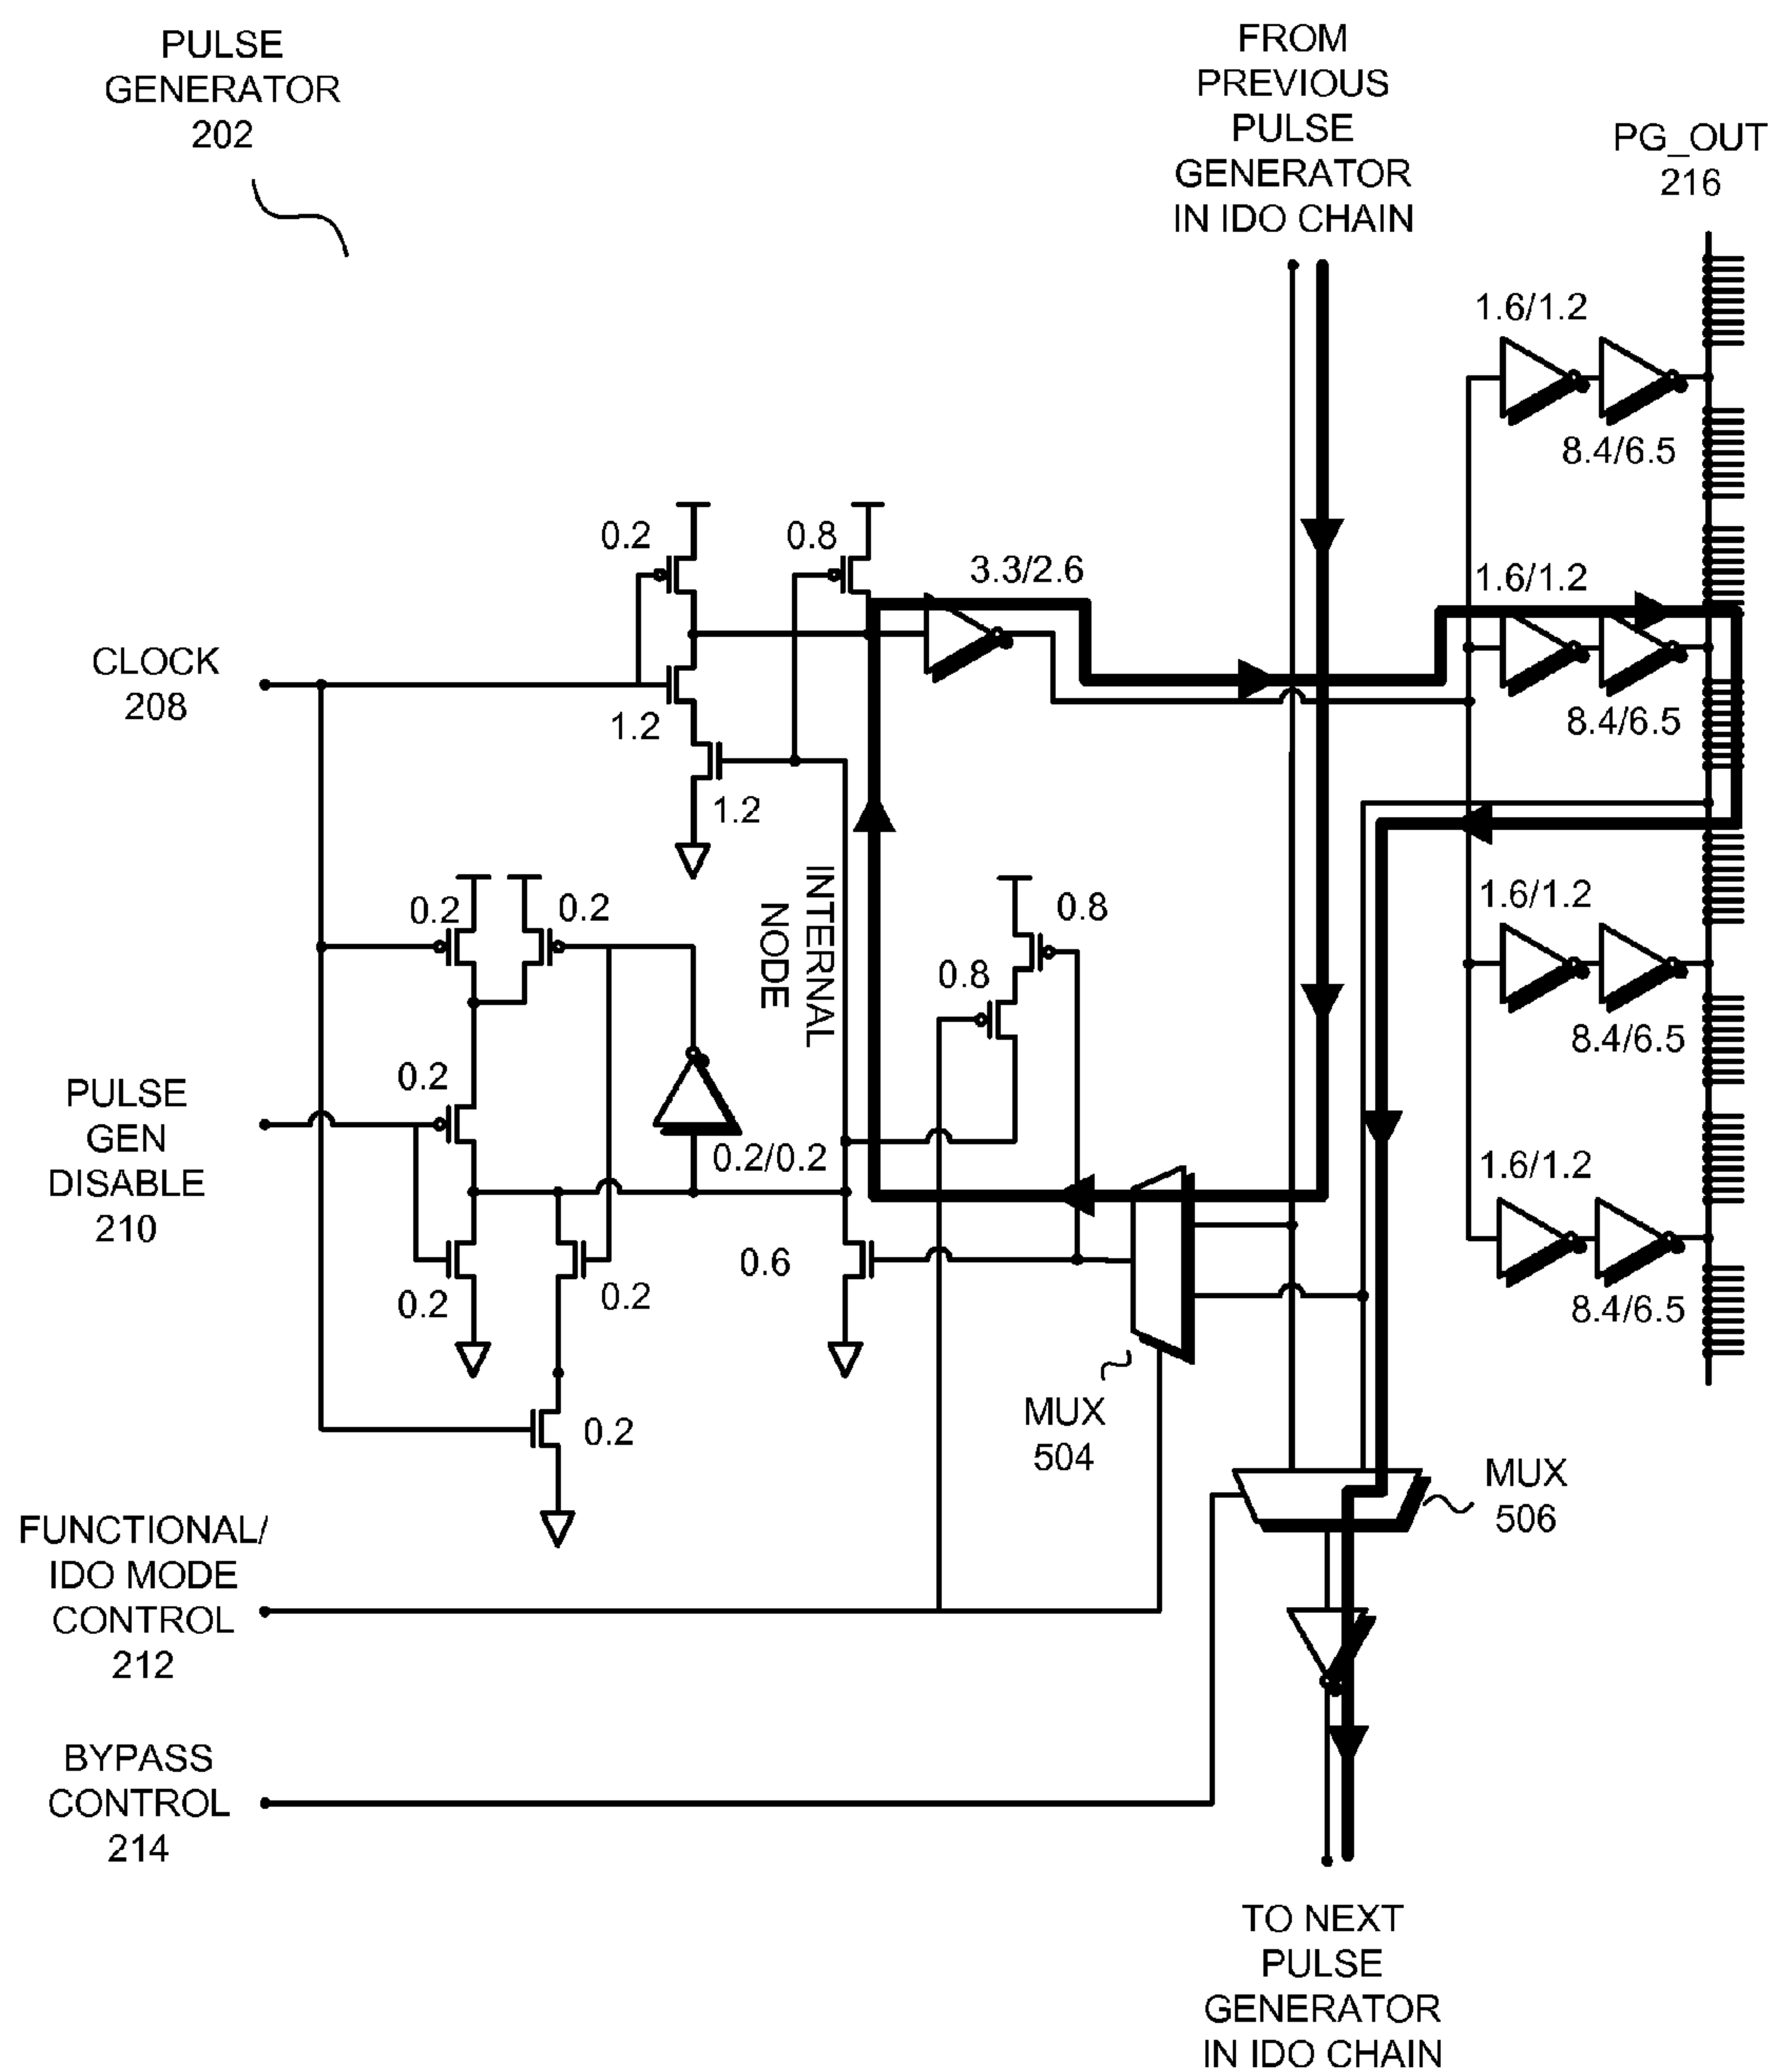 PULSE
GENERATOR
202
FROM
PREVIOUS
PULSE
GENERATOR
IN IDO CHAIN
PG_OUT
216
1.6/1.2
8.4/6.5
0.2
0.8
3.3/2.6
1.6/1.2
CLOCK
208
1.2
8.4/6.5
1.2
INTERNAL
NODE
0.2
0.2
0.8
1.6/1.2
0.8
8.4/6.5
PULSE
GEN
DISABLE
210
0.2
0.2/0.2
1.6/1.2
0.6
0.2
0.2
8.4/6.5
MUX
504
0.2
MUX
506
FUNCTIONAL/
IDO MODE
CONTROL
212
BYPASS
CONTROL
214
TO NEXT
PULSE
GENERATOR
IN IDO CHAIN